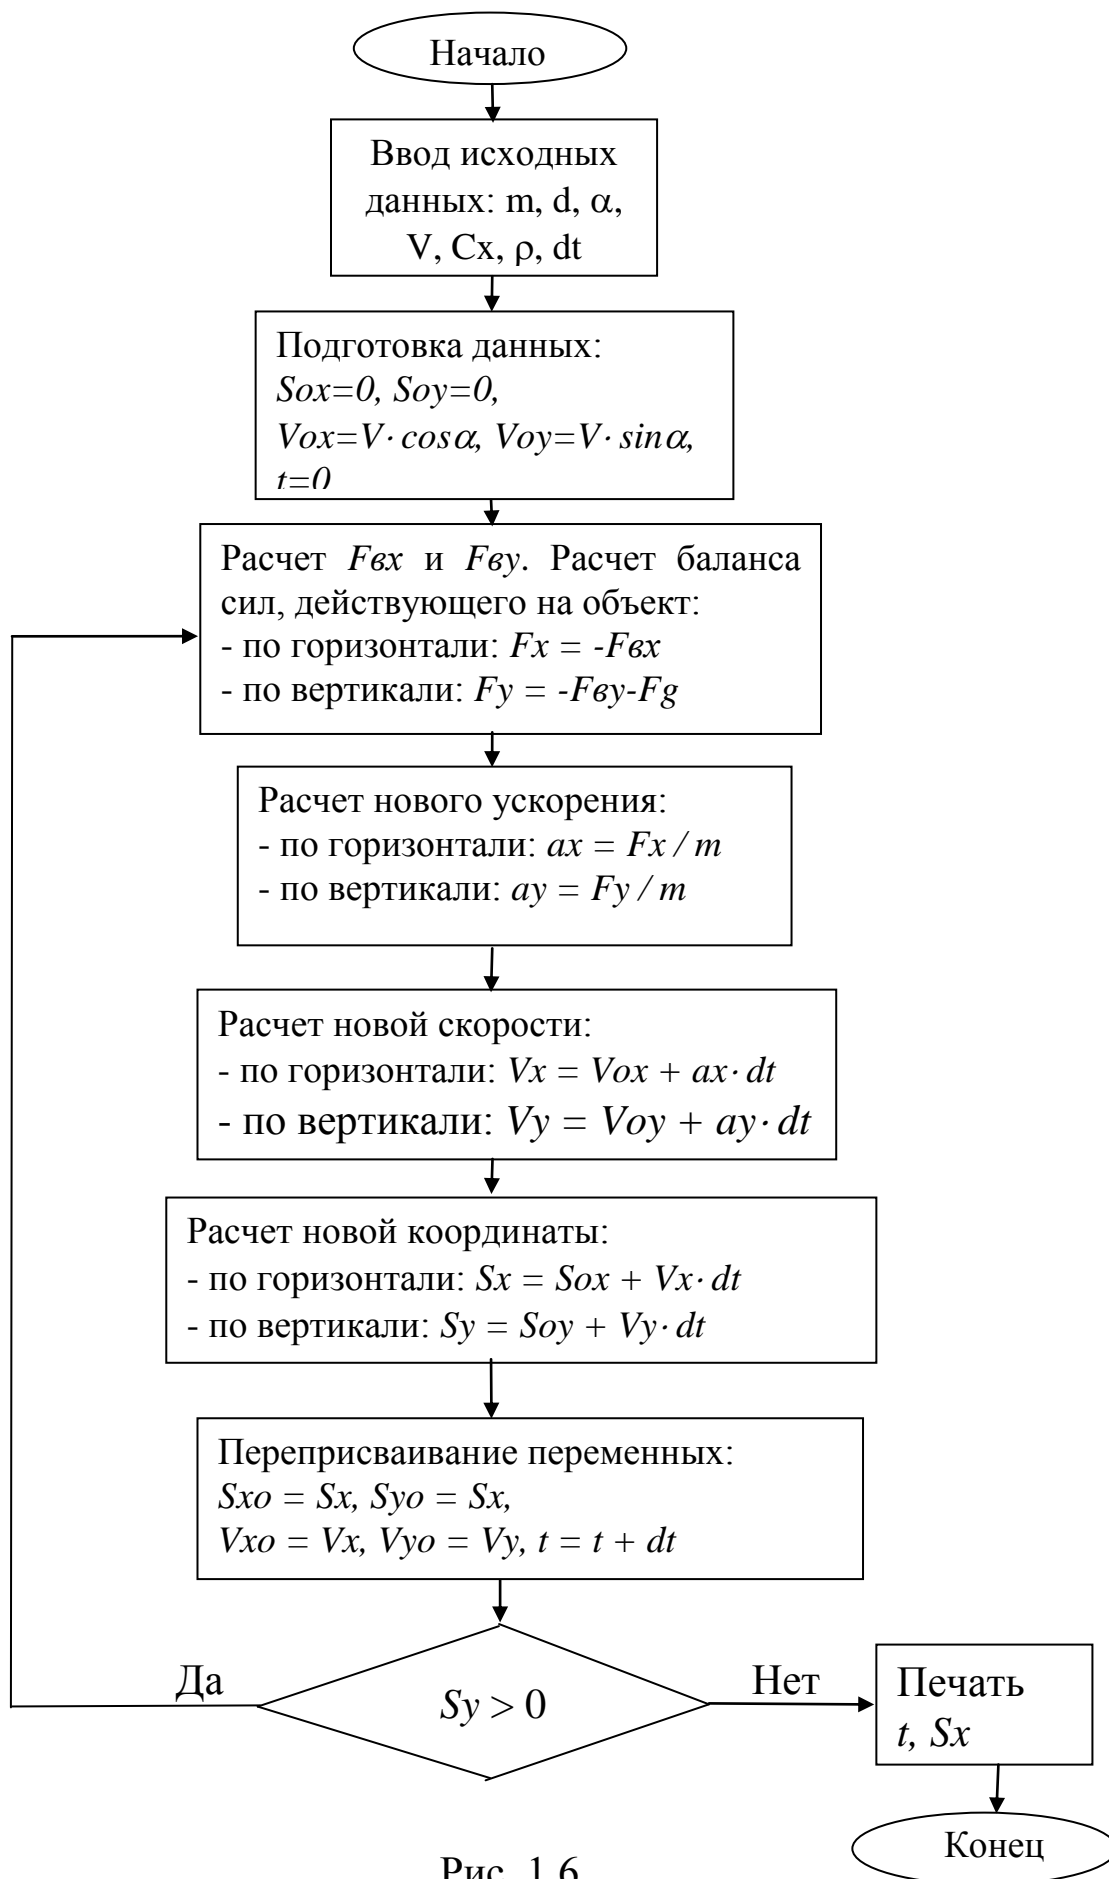 Начало
Ввод исходных
данных: m, d, α,
V, Cx, ρ, dt
Подготовка данных:
Sox=0, Soy=0,
Vox=V· cosα, Voy=V· sinα,
t=0
Расчет Fвх и Fву. Расчет баланса
сил, действующего на объект:
- по горизонтали: Fx = -Fвх
- по вертикали: Fy = -Fву-Fg
Расчет нового ускорения:
- по горизонтали: ax = Fx / m
- по вертикали: ay = Fy / m
Расчет новой скорости:
- по горизонтали: Vx = Vox + ax· dt
- по вертикали: Vy = Voy + ay· dt
Расчет новой координаты:
- по горизонтали: Sx = Sox + Vx· dt
- по вертикали: Sy = Soy + Vy· dt
Переприсваивание переменных:
Sxo = Sx, Syo = Sx,
Vxo = Vx, Vyo = Vy, t = t + dt
Да
Sy > 0
Нет
Печать
t, Sx
Конец
Рис. 1.6